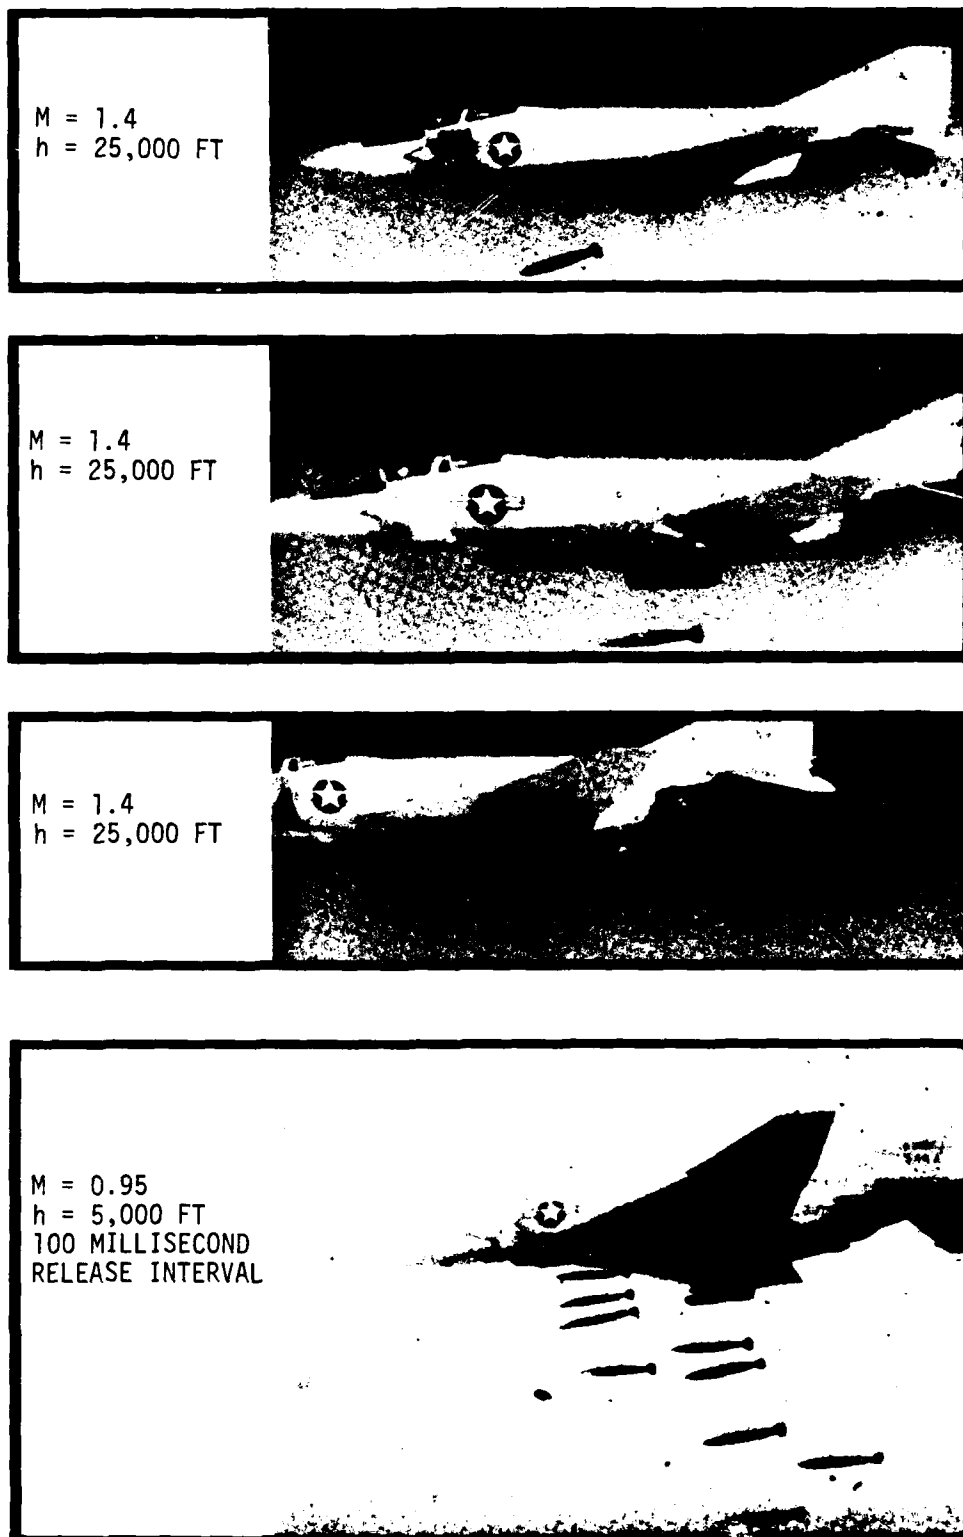 M = 1.4
h = 25,000 FT
M = 1.4
h = 25,000 FT
M = 1.4
h = 25,000 FT
M = 0.95
h = 5,000 FT
100 MILLISECOND
RELEASE INTERVAL